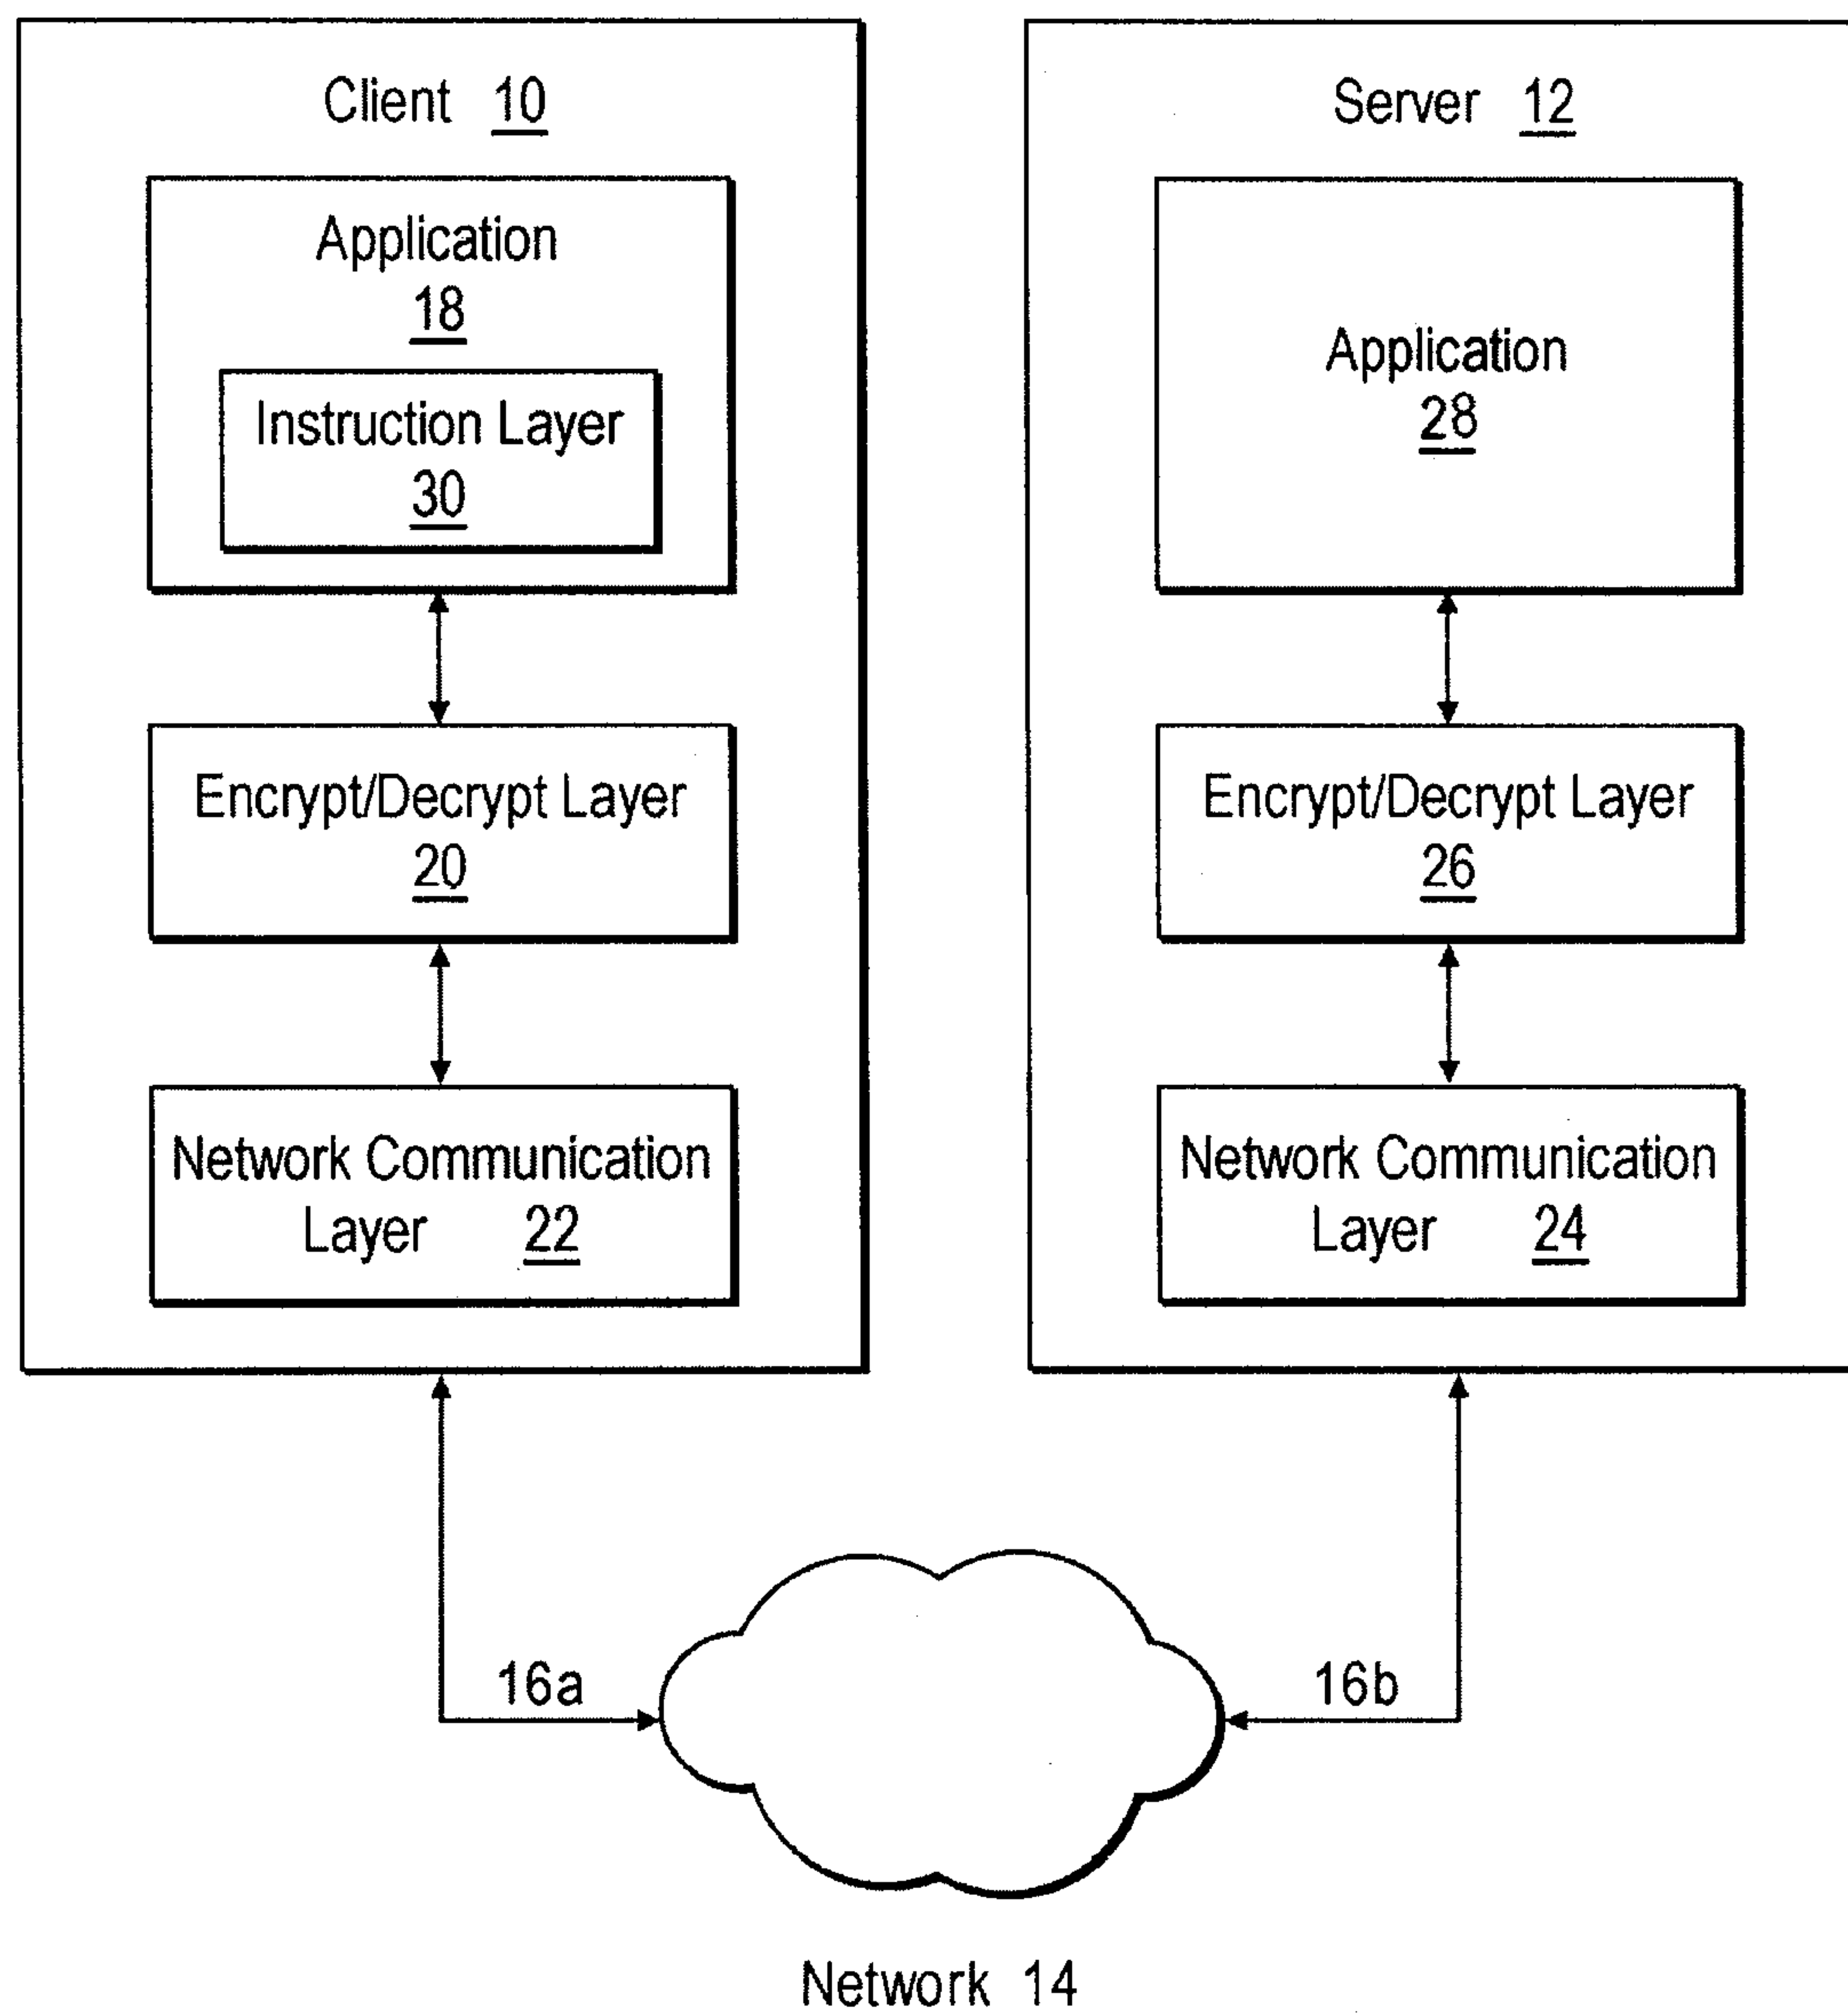 Client 10
Application
18
Instruction Layer
30
Encrypt/Decrypt Layer
20
Network Communication
Layer 22
Server 12
Application
28
Encrypt/Decrypt Layer
26
Network Communication
Layer 24
16a
16b
Network 14